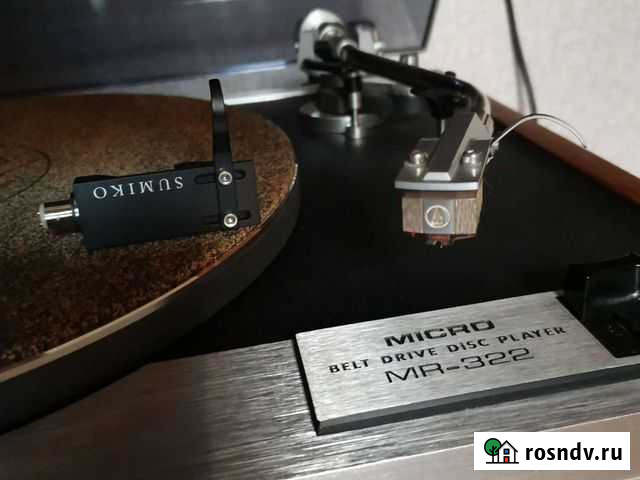 SUMIKO
MICRO
BELT DRIVE DISC PLAYER
MR-322
rosndv.ru